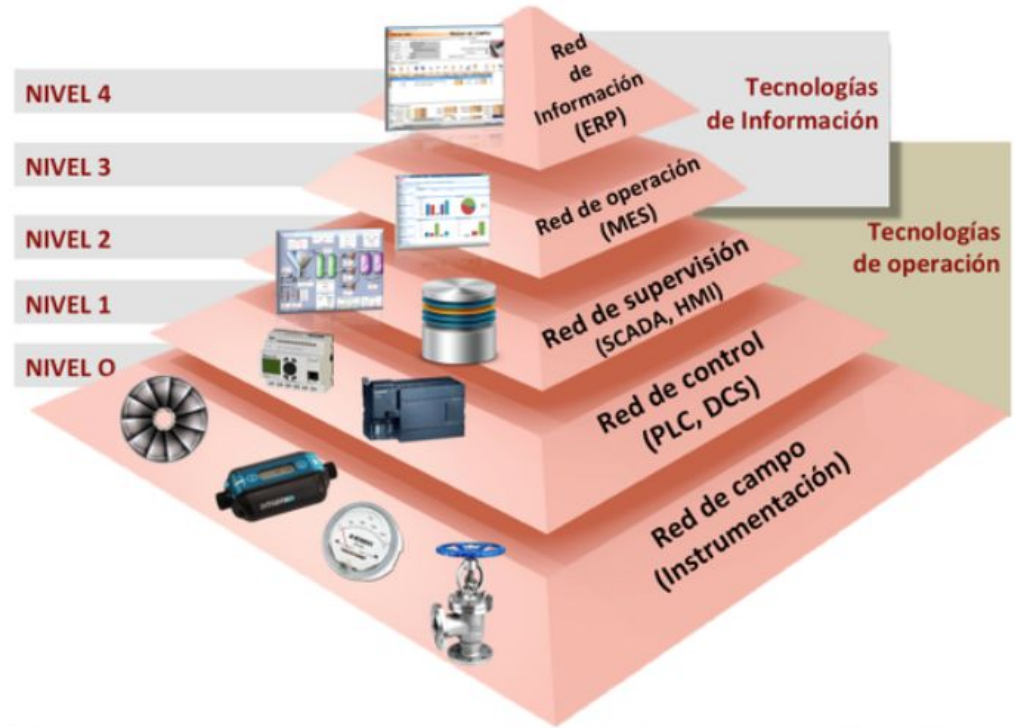 NIVEL 4
NIVEL 3
NIVEL 2
NIVEL 1
NIVEL O
Red
de
Información
(ERP)
Red de operación
(MES)
Red de supervisión
(SCADA, HMI)
Red de control
(PLC, DCS)
Red de campo
(Instrumentación)
Tecnologías
de Información
Tecnologías
de operación